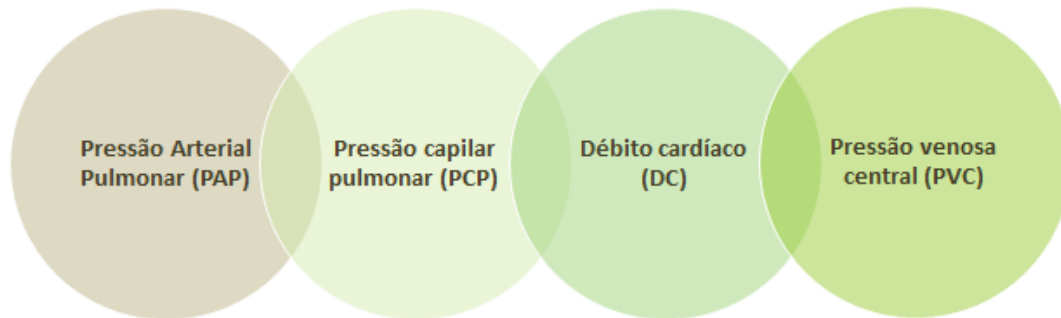 Pressão Arterial
Pulmonar (PAP)
Pressão capilar
pulmonar (PCP)
Débito cardíaco
(DC)
Pressão venosa
central (PVC)